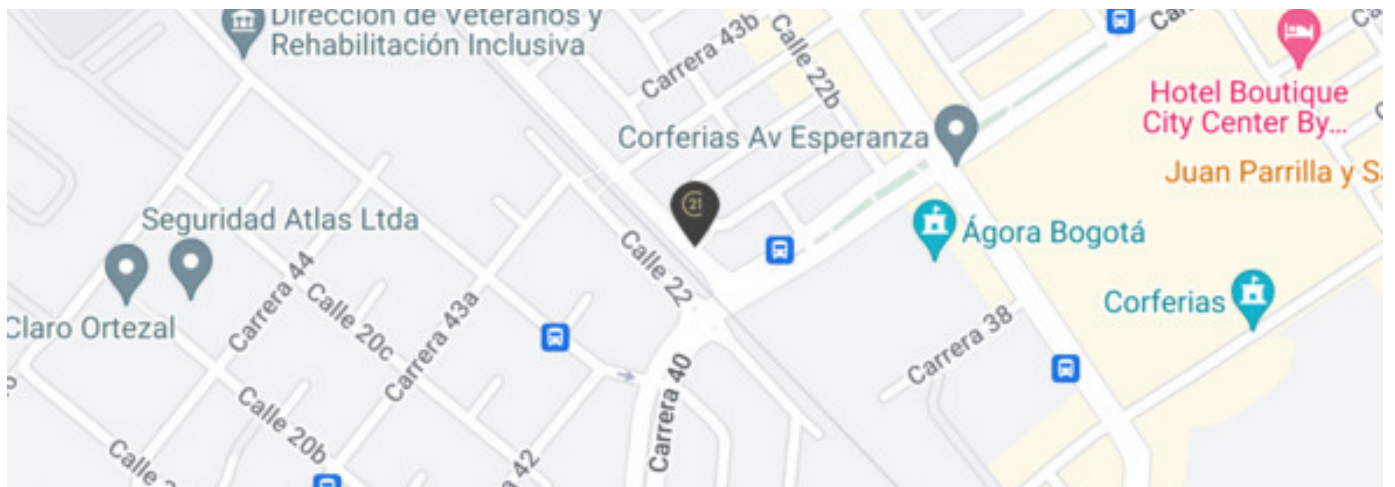 Dirección de Veteranos y
Rehabilitación Inclusiva
Carrera 43b
Calle 22b
Hotel Boutique
City Center By...
Corferias Av Esperanza
Juan Parrilla y
21
Seguridad Atlas Ltda
Calle 22
Ágora Bogotá
Carrera 44
Calle 20c
Carrera 43a
Corferias
Claro Ortezal
Carrera 38
Carrera 40
Calle 20b
Calle
42